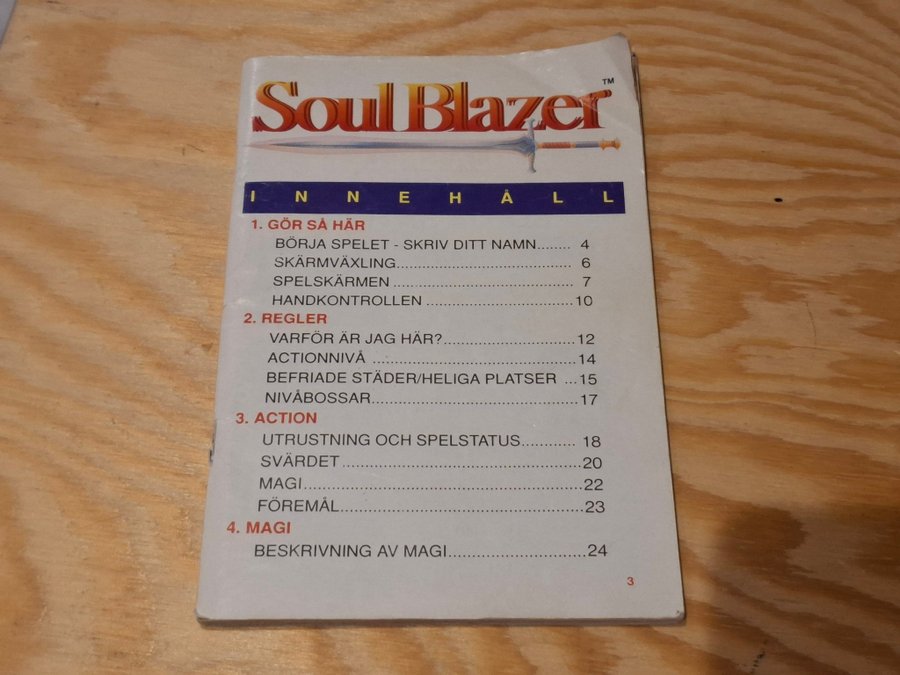 Soul Blazer™
INNEHÅLL
1. GÖR SÅ HÄR
BÖRJA SPELET - SKRIV DITT NAMN........ 4
SKÄRMVÄXLING....................................... 6
SPELSKÄRMEN ........................................ 7
HANDKONTROLLEN .................................10
2. REGLER
VARFÖR ÄR JAG HÄR?.............................12
ACTIONNIVÅ .............................................14
BEFRIADE STÄDER/HELIGA PLATSER ...15
NIVÅBOSSAR..............................................17
3. ACTION
UTRUSTNING OCH SPELSTATUS............ 18
SVÄRDET....................................................20
MAGI............................................................22
FÖREMÅL....................................................23
4. MAGI
BESKRIVNING AV MAGI.............................24
3